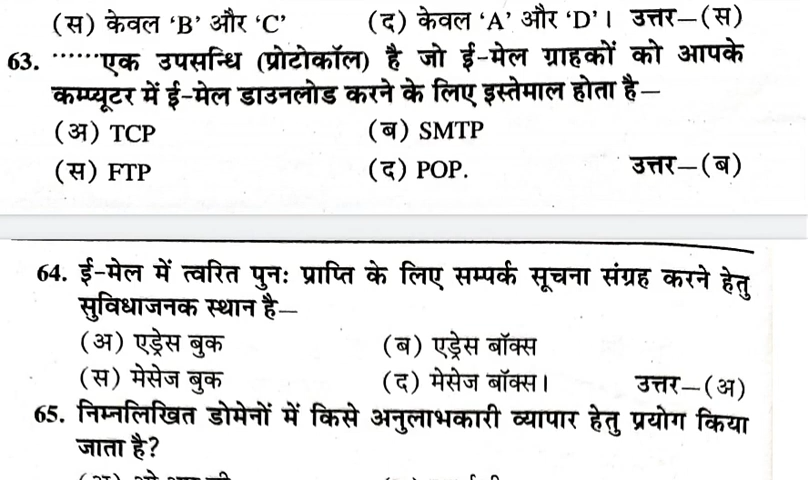 (स) केवल ‘B’ और ‘C’ (द) केवल ‘A’ और ‘D’। उत्तर—(स)
63. ······एक उपसन्धि (प्रोटोकॉल) है जो ई-मेल ग्राहकों को आपके
कम्प्यूटर में ई-मेल डाउनलोड करने के लिए इस्तेमाल होता है—
(अ) TCP (ब) SMTP
(स) FTP (द) POP. उत्तर—(ब)
64. ई-मेल में त्वरित पुनः प्राप्ति के लिए सम्पर्क सूचना संग्रह करने हेतु
सुविधाजनक स्थान है—
(अ) एड्रेस बुक (ब) एड्रेस बॉक्स
(स) मेसेज बुक (द) मेसेज बॉक्स। उत्तर—(अ)
65. निम्नलिखित डोमेनों में किसे अनुलाभकारी व्यापार हेतु प्रयोग किया
जाता है?